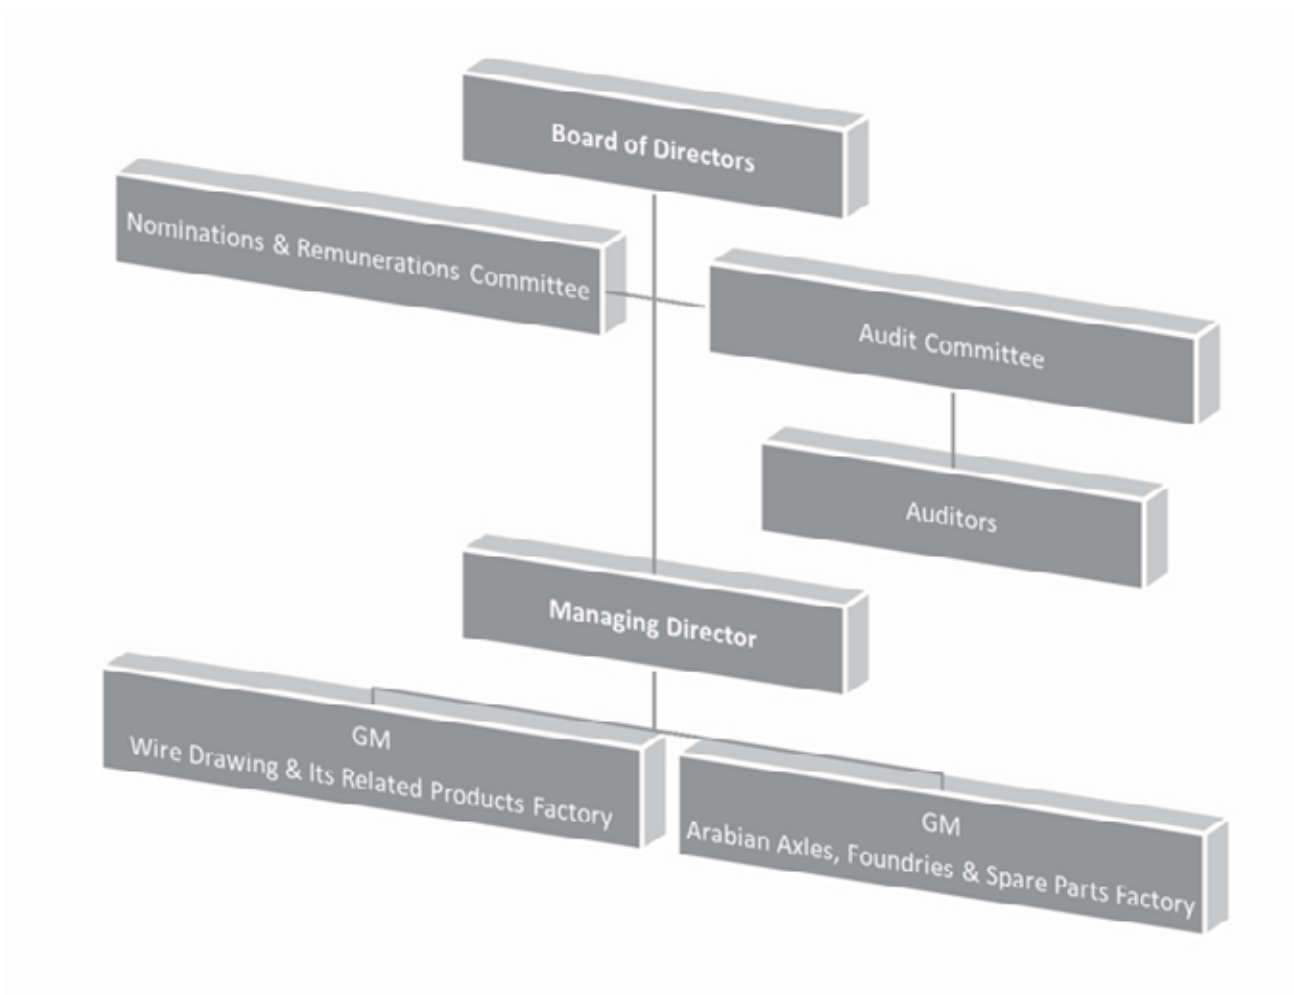 Board of Directors
Nominations & Remunerations Committee
Audit Committee
Auditors
Managing Director
GM
Wire Drawing & Its Related Products Factory
GM
Arabian Axles, Foundries & Spare Parts Factory